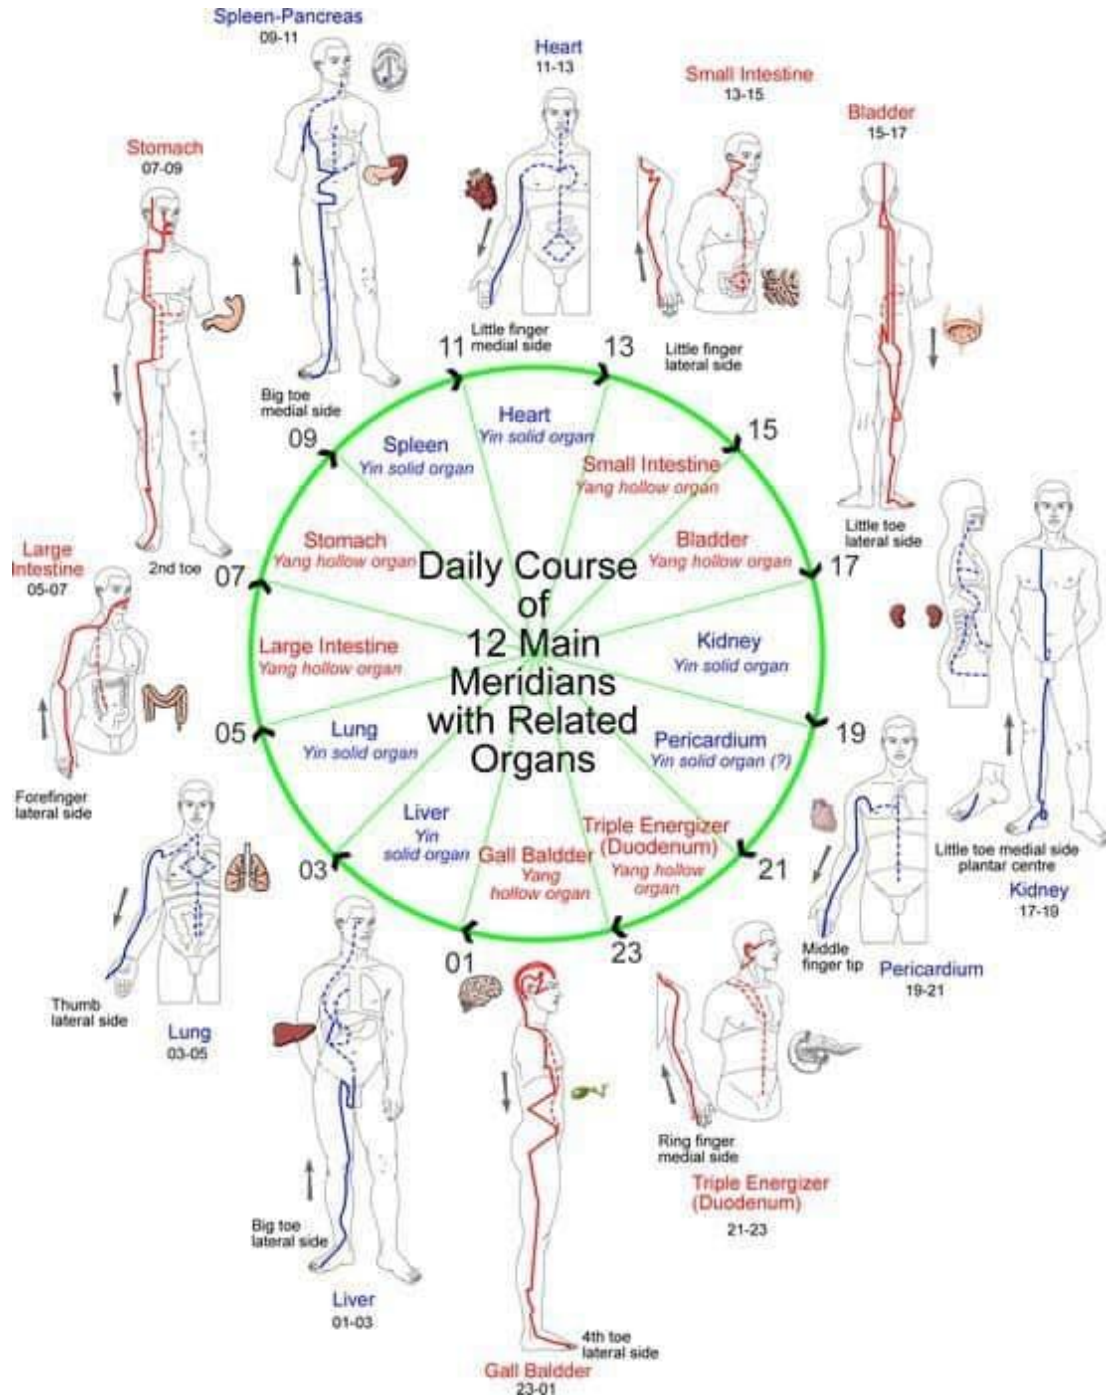 Spleen-Pancreas
09-11
Heart
11-13
Small Intestine
13-15
Bladder
15-17
Stomach
07-09
Little finger
medial side
Little finger
lateral side
Big toe
medial side
Little toe
lateral side
2nd toe
Large
Intestine
05-07
Forefinger
lateral side
11
13
15
17
19
21
23
01
03
05
07
09
Heart
Yin solid organ
Small Intestine
Yang hollow organ
Bladder
Yang hollow organ
Kidney
Yin solid organ
Pericardium
Yin solid organ (?)
Triple Energizer
(Duodenum)
Yang hollow
organ
Gall Baldder
Yang
hollow organ
Liver
Yin
solid organ
Lung
Yin solid organ
Large Intestine
Yang hollow organ
Stomach
Yang hollow organ
Spleen
Yin solid organ
Daily Course
of
12 Main
Meridians
with Related
Organs
Little toe medial side
plantar centre
Kidney
17-19
Middle
finger tip
Pericardium
19-21
Thumb
lateral side
Lung
03-05
Ring finger
medial side
Triple Energizer
(Duodenum)
21-23
Big toe
lateral side
Liver
01-03
4th toe
lateral side
Gall Baldder
23-01